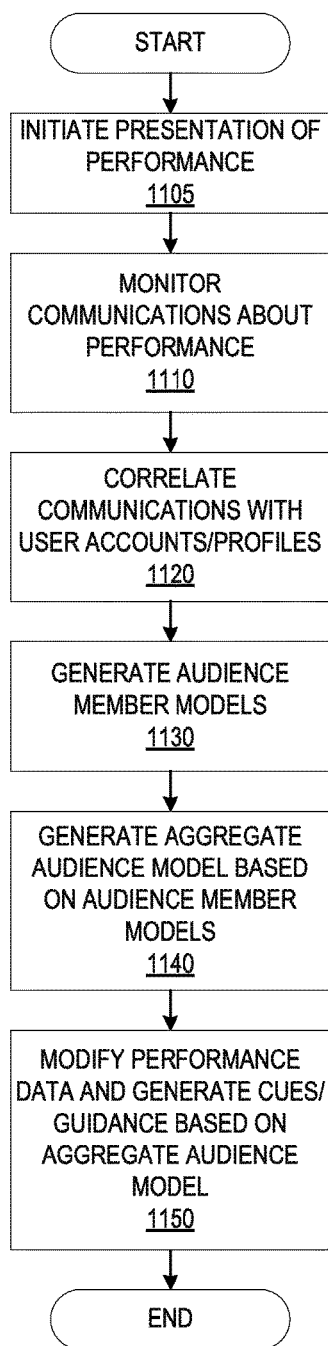 START
INITIATE PRESENTATION OF
PERFORMANCE
1105
MONITOR
COMMUNICATIONS ABOUT
PERFORMANCE
1110
CORRELATE
COMMUNICATIONS WITH
USER ACCOUNTS/PROFILES
1120
GENERATE AUDIENCE
MEMBER MODELS
1130
GENERATE AGGREGATE
AUDIENCE MODEL BASED
ON AUDIENCE MEMBER
MODELS
1140
MODIFY PERFORMANCE
DATA AND GENERATE CUES/
GUIDANCE BASED ON
AGGREGATE AUDIENCE
MODEL
1150
END